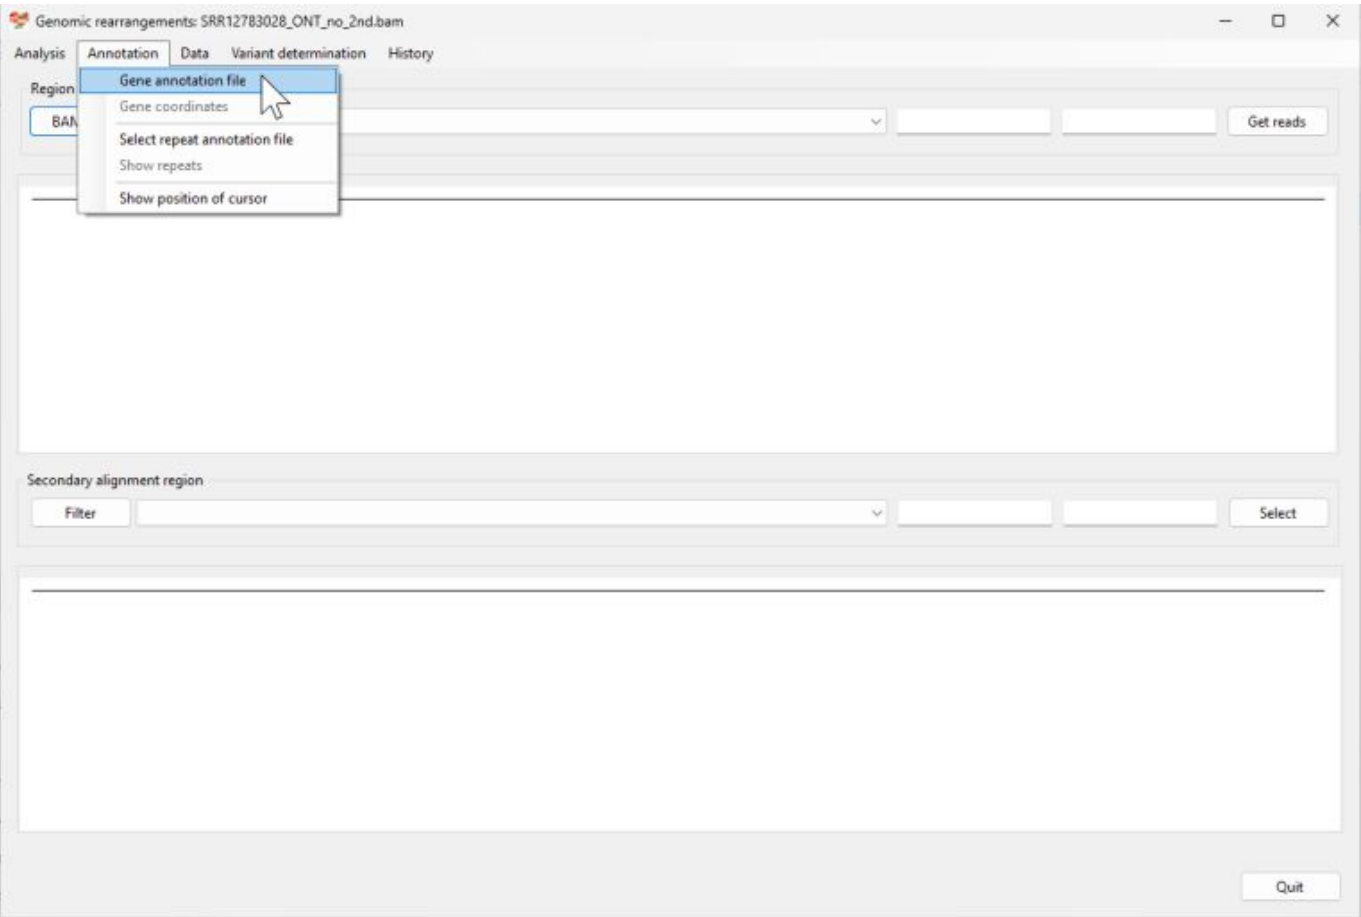 Genomic rearrangements: SRR12783028_ONT_no_2nd.bam
Analysis Annotation Data Variant determination History
Gene annotation file
Region
Gene coordinates
BAM Get reads
Select repeat annotation file
Show repeats
Show position of cursor
Secondary alignment region
Filter Select
Quit